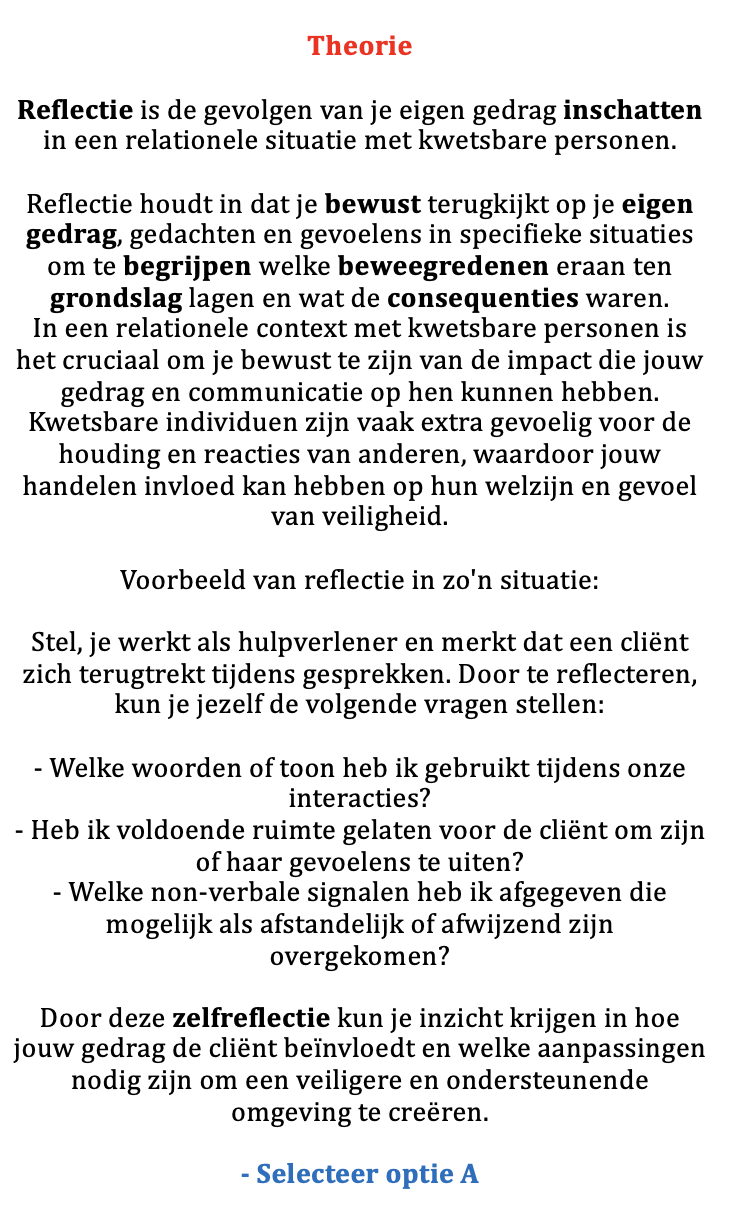 Theorie
Reflectie is de gevolgen van je eigen gedrag inschatten
in een relationele situatie met kwetsbare personen.
Reflectie houdt in dat je bewust terugkijkt op je eigen
gedrag, gedachten en gevoelens in specifieke situaties
om te begrijpen welke beweegredenen eraan ten
grondslag lagen en wat de consequenties waren.
In een relationele context met kwetsbare personen is
het cruciaal om je bewust te zijn van de impact die jouw
gedrag en communicatie op hen kunnen hebben.
Kwetsbare individuen zijn vaak extra gevoelig voor de
houding en reacties van anderen, waardoor jouw
handelen invloed kan hebben op hun welzijn en gevoel
van veiligheid.
Voorbeeld van reflectie in zo'n situatie:
Stel, je werkt als hulpverlener en merkt dat een cliënt
zich terugtrekt tijdens gesprekken. Door te reflecteren,
kun je jezelf de volgende vragen stellen:
- Welke woorden of toon heb ik gebruikt tijdens onze
interacties?
- Heb ik voldoende ruimte gelaten voor de cliënt om zijn
of haar gevoelens te uiten?
- Welke non-verbale signalen heb ik afgegeven die
mogelijk als afstandelijk of afwijzend zijn
overgekomen?
Door deze zelfreflectie kun je inzicht krijgen in hoe
jouw gedrag de cliënt beïnvloedt en welke aanpassingen
nodig zijn om een veiligere en ondersteunende
omgeving te creëren.
- Selecteer optie A